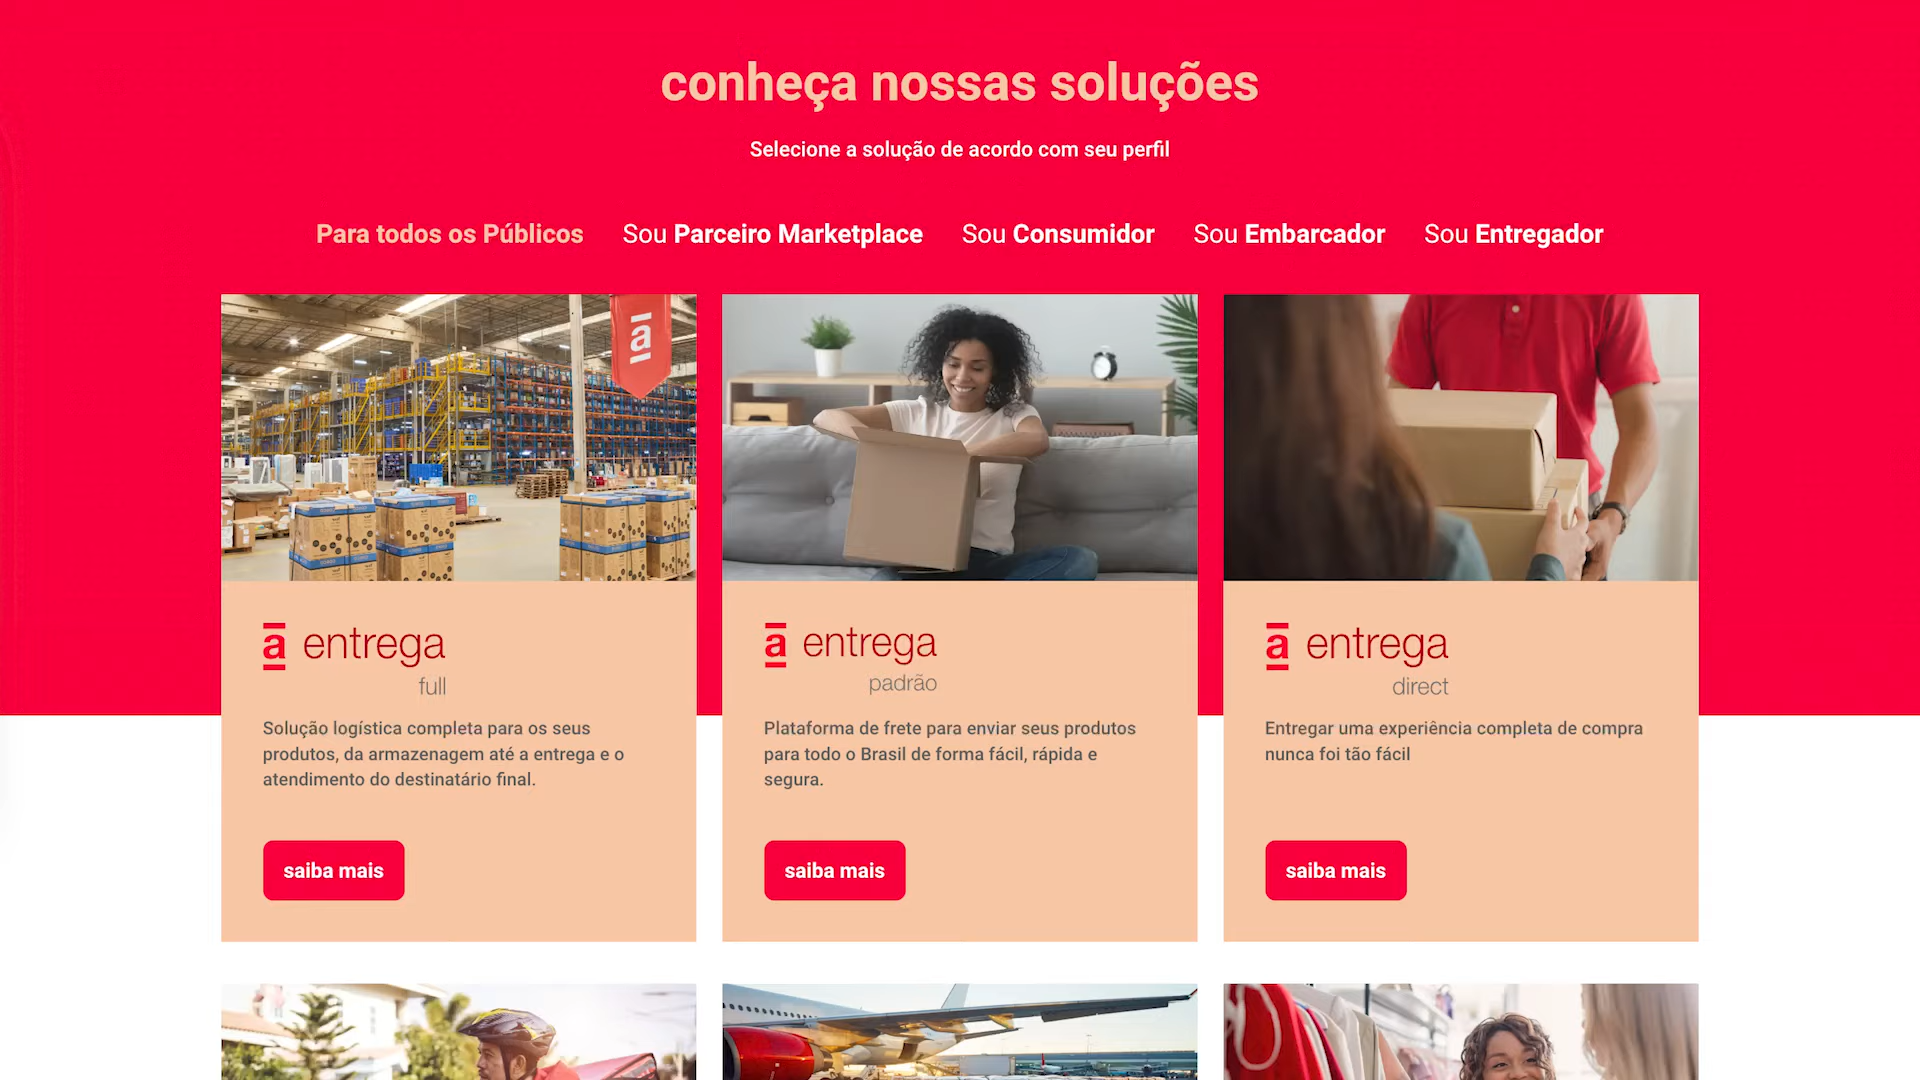 conheça nossas soluções
Selecione a solução de acordo com seu perfil
Para todos os Públicos Sou Parceiro Marketplace Sou Consumidor Sou Embarcador Sou Entregador
a
a entrega
full
Solução logística completa para os seus
produtos, da armazenagem até a entrega e o
atendimento do destinatário final.
saiba mais
a entrega
padrão
Plataforma de frete para enviar seus produtos
para todo o Brasil de forma fácil, rápida e
segura.
saiba mais
a entrega
direct
Entregar uma experiência completa de compra
nunca foi tão fácil
saiba mais